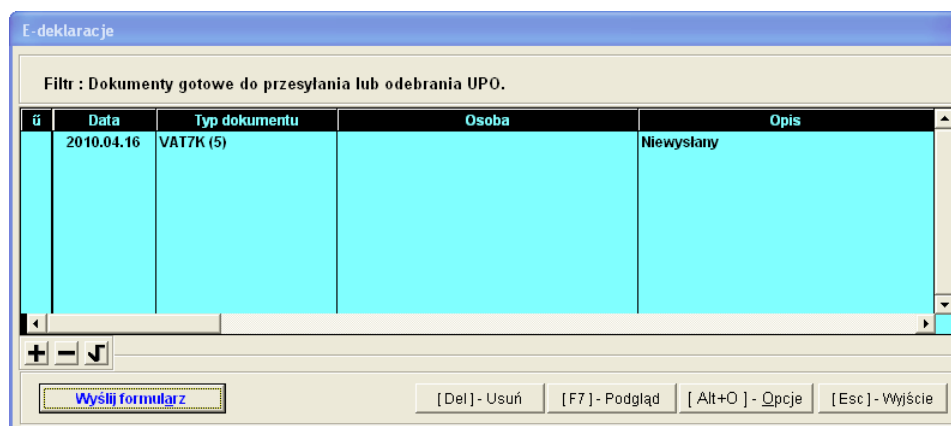 E-deklaracje
Filtr : Dokumenty gotowe do przesyłania lub odebrania UPO.
ű Data Typ dokumentu Osoba Opis
2010.04.16 VAT7K (5) Niewysłany
Wyślij formularz [Del] - Usuń [F7] - Podgląd [Alt+O ] - Opcje [Esc] - Wyjście